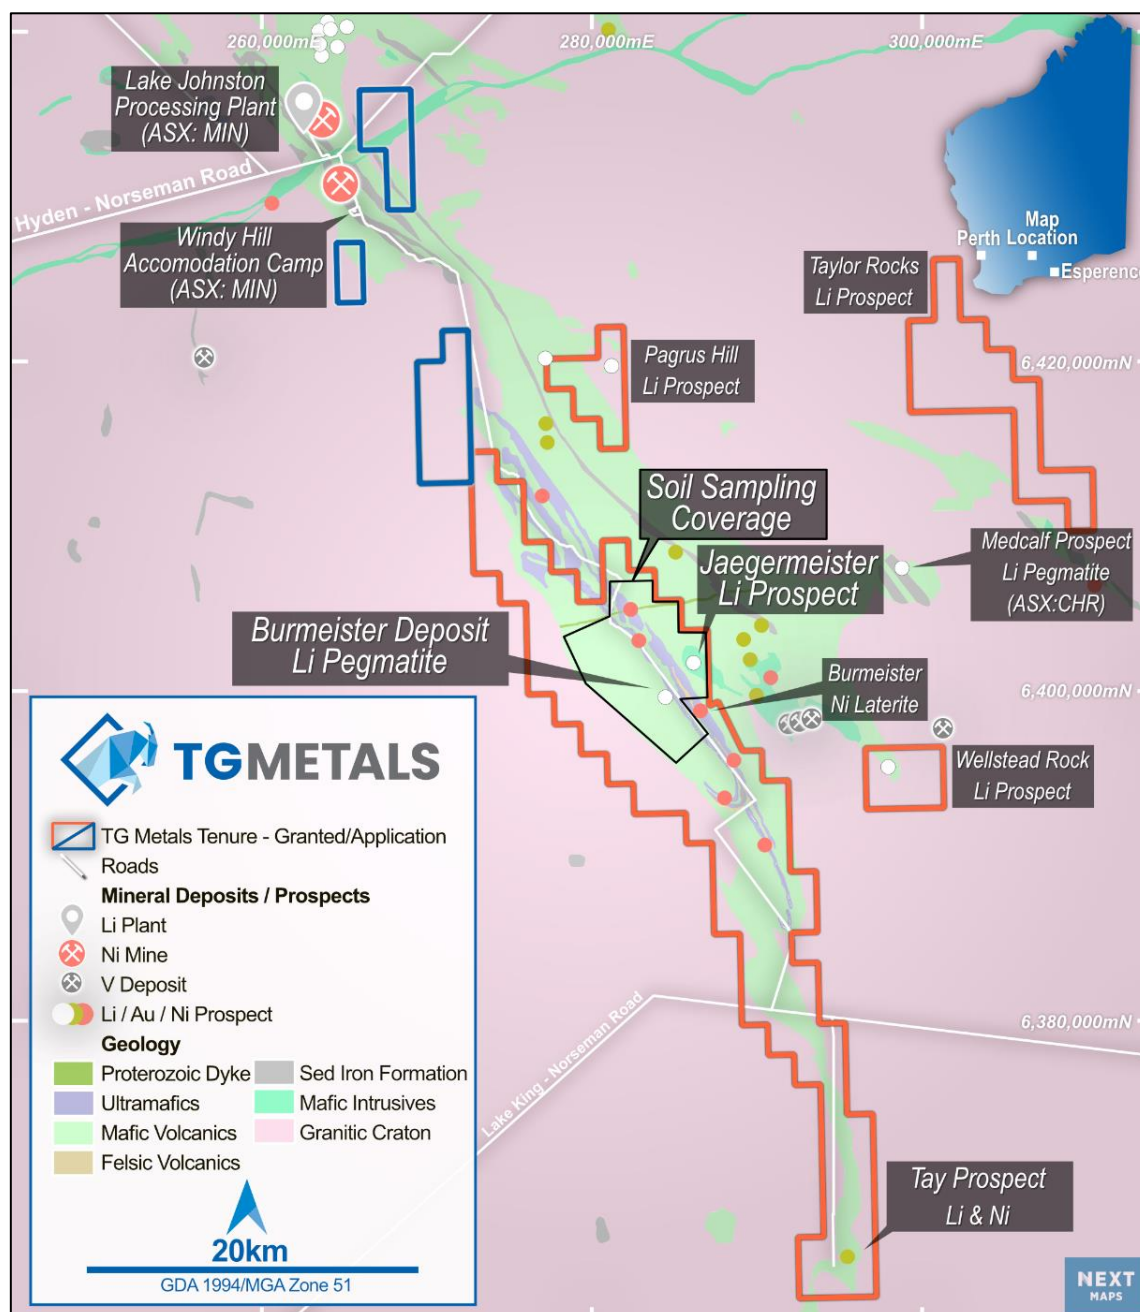 260,000mE
280,000mE
300,000mE
Lake Johnston
Processing Plant
(ASX: MIN)
Hyden - Norseman Road
Windy Hill
Accomodation Camp
(ASX: MIN)
Map
Perth Location
Esperence
Taylor Rocks
Li Prospect
6,420,000mN
Pagrus Hill
Li Prospect
Soil Sampling
Coverage
Jaegermeister
Li Prospect
Medcalf Prospect
Li Pegmatite
(ASX:CHR)
Burmeister Deposit
Li Pegmatite
Burmeister
Ni Laterite
6,400,000mN
Wellstead Rock
Li Prospect
TGMETALS
TG Metals Tenure - Granted/Application
Roads
Mineral Deposits / Prospects
Li Plant
Ni Mine
V Deposit
Li / Au / Ni Prospect
Geology
Proterozoic Dyke
Sed Iron Formation
Ultramafics
Mafic Intrusives
Mafic Volcanics
Granitic Craton
Felsic Volcanics
20km
GDA 1994/MGA Zone 51
6,380,000mN
Lake King - Norseman Road
Tay Prospect
Li & Ni
NEXT
MAPS